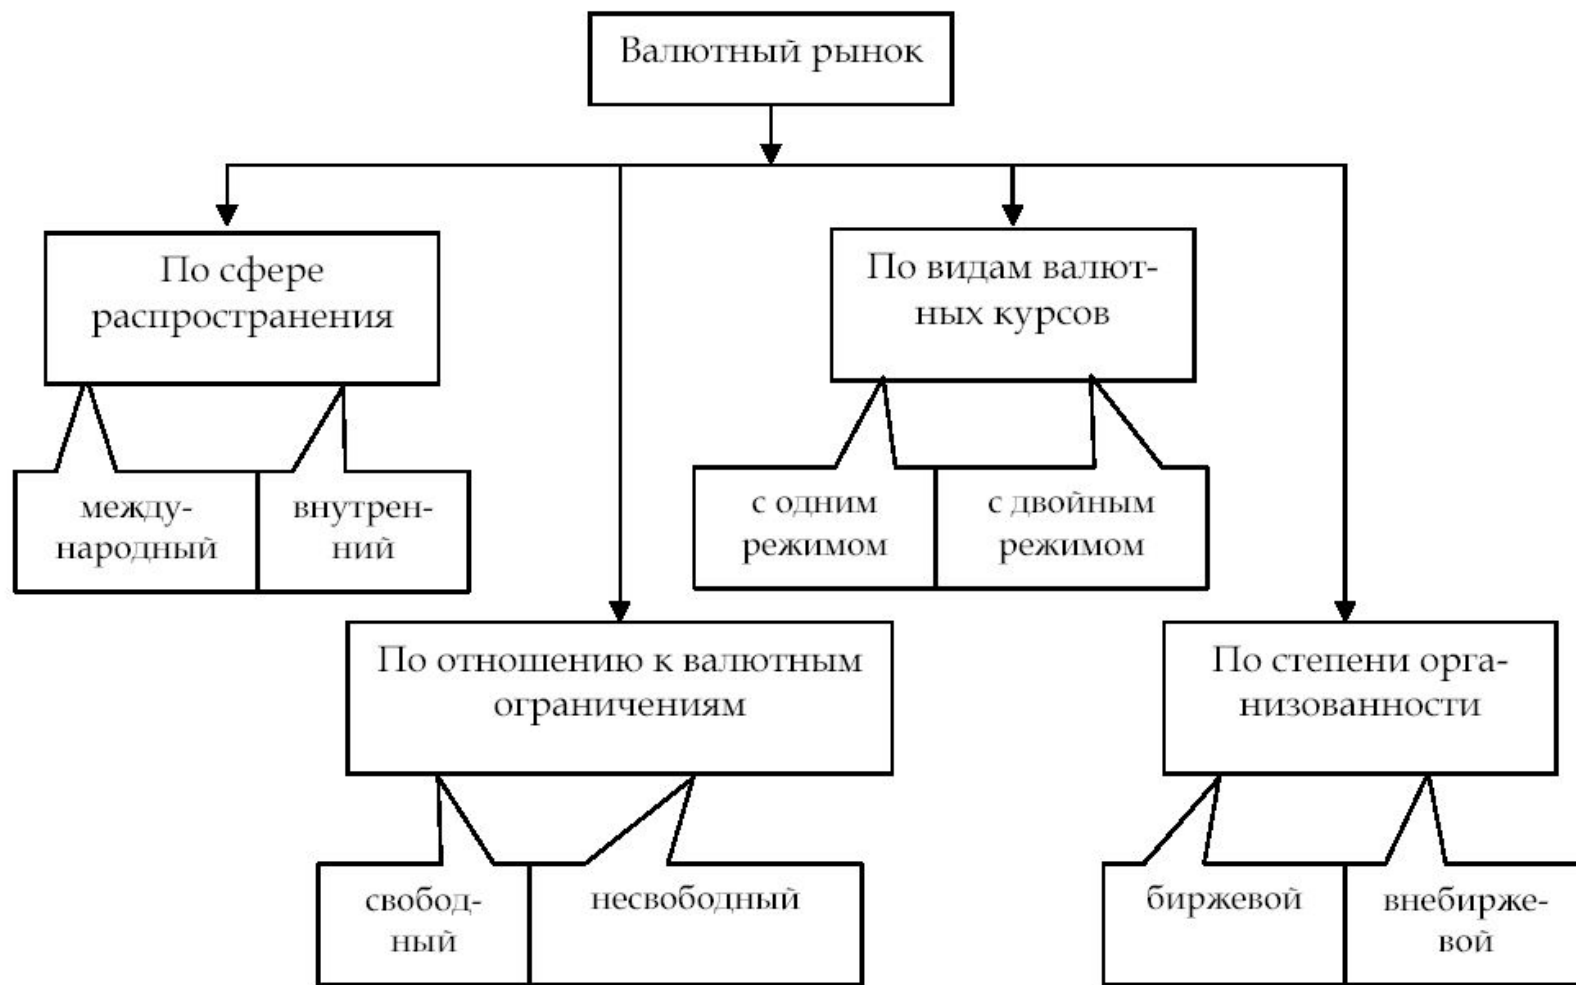 Валютный рынок
По сфере
распространения
По видам валют-
ных курсов
между-
народный
внутрен-
ний
с одним
режимом
с двойным
режимом
По отношению к валютным
ограничениям
По степени орга-
низованности
свобод-
ный
несвободный
биржевой
внебирже-
вой